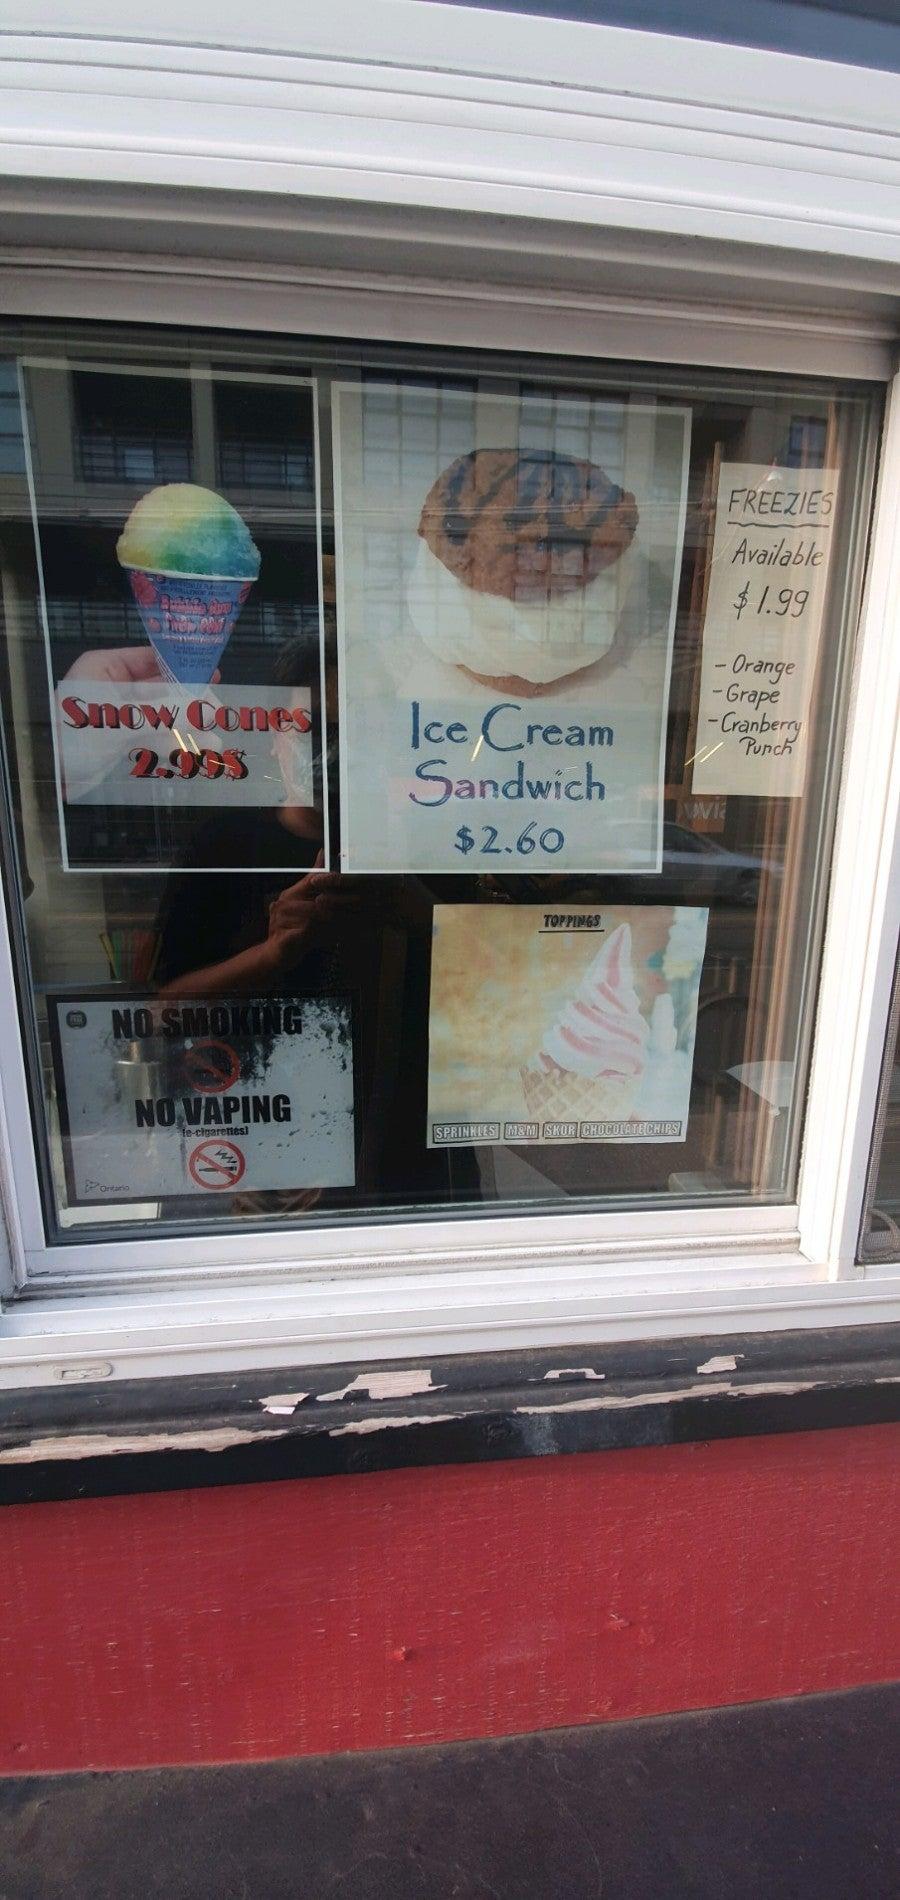 Snow Cones
2.99$
Ice Cream
Sandwich
$2.60
FREEZIES
Available
$1.99
- Orange
- Grape
- Cranberry
Punch
TOPPINGS
SPRINKLES M&M SKOR CHOCOLATE CHIPS
NO SMOKING
NO VAPING
(e-cigarettes)
Ontario